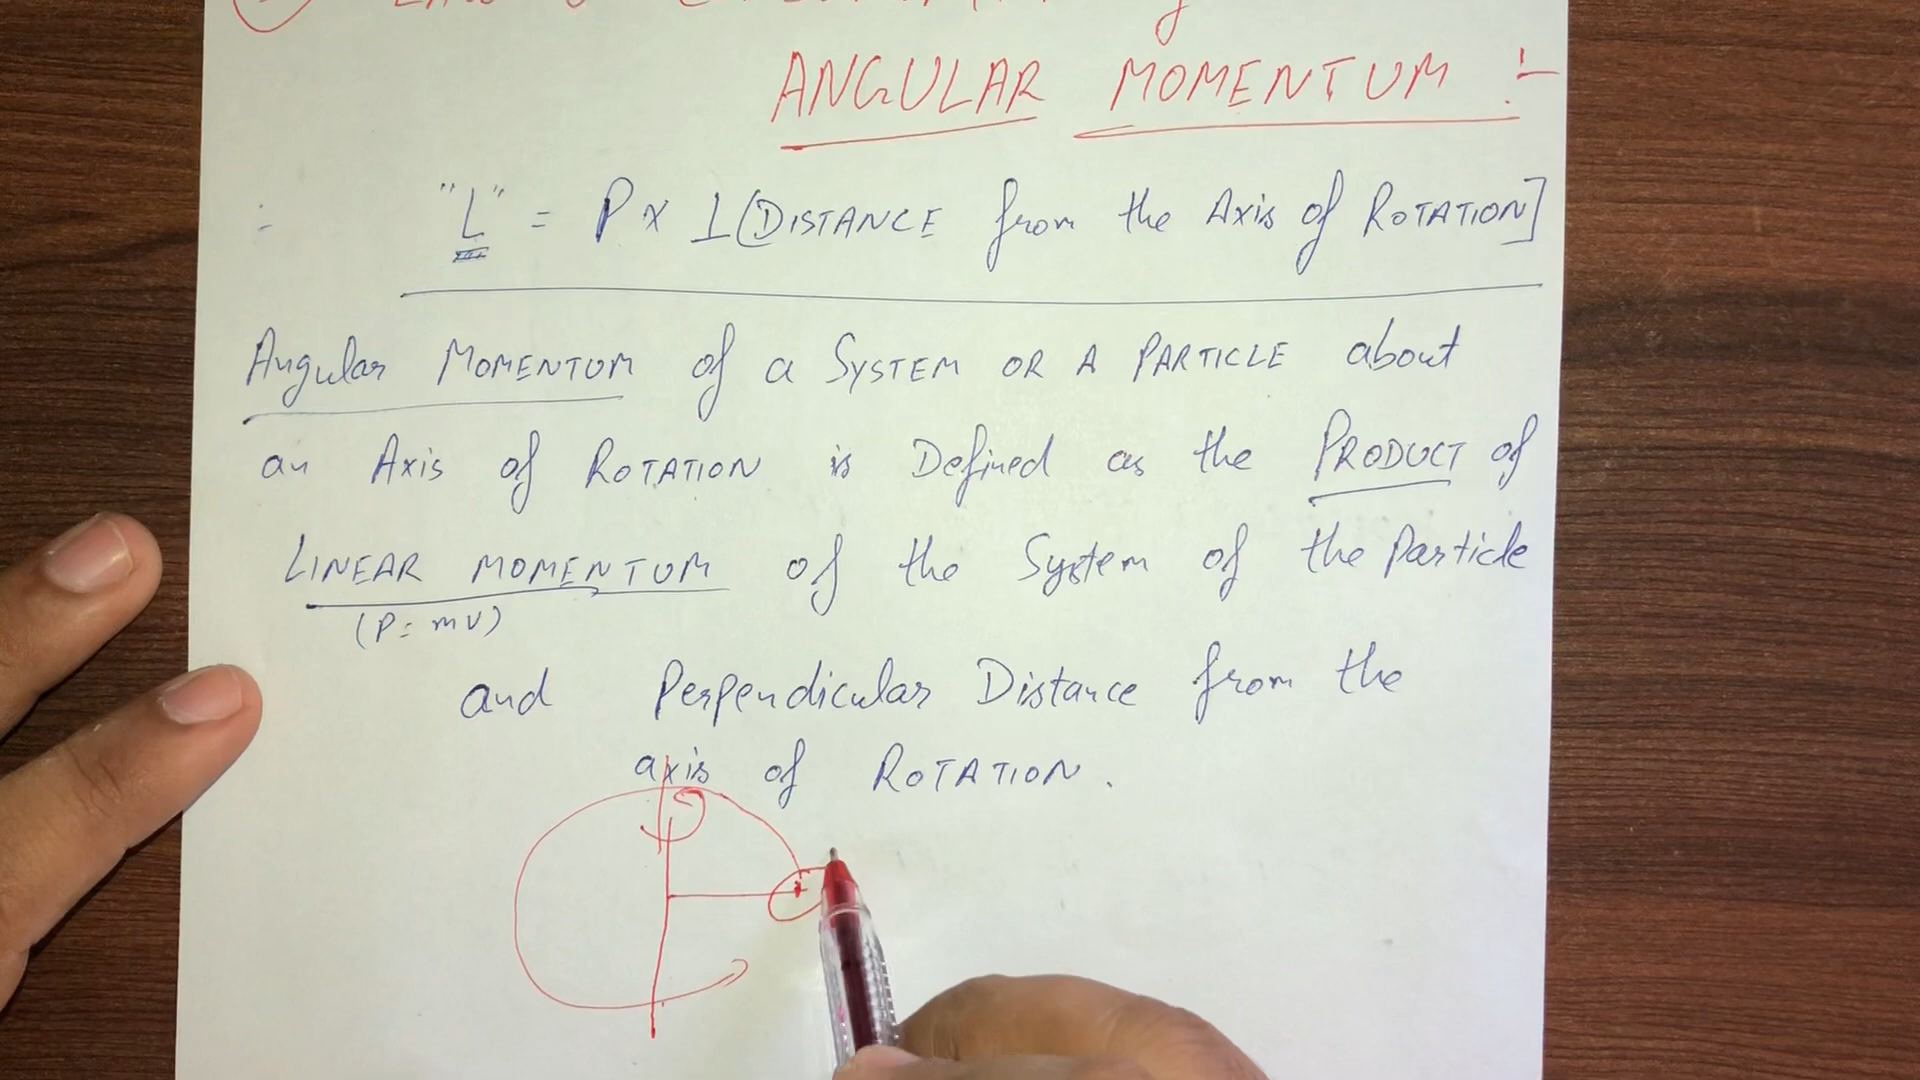 ANGULAR MOMENTUM :-
"L" = P x ⊥(DISTANCE from the Axis of ROTATION]
Angular MOMENTUM of a SYSTEM OR A PARTICLE about
an Axis of ROTATION is Defined as the PRODUCT of
LINEAR MOMENTUM of the System of the Particle
(P = mv)
and Perpendicular Distance from the
axis of ROTATION.